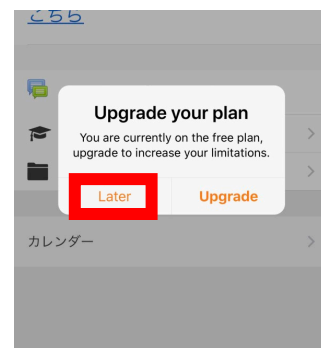 こちら
Upgrade your plan
You are currently on the free plan,
upgrade to increase your limitations.
Later
Upgrade
カレンダー